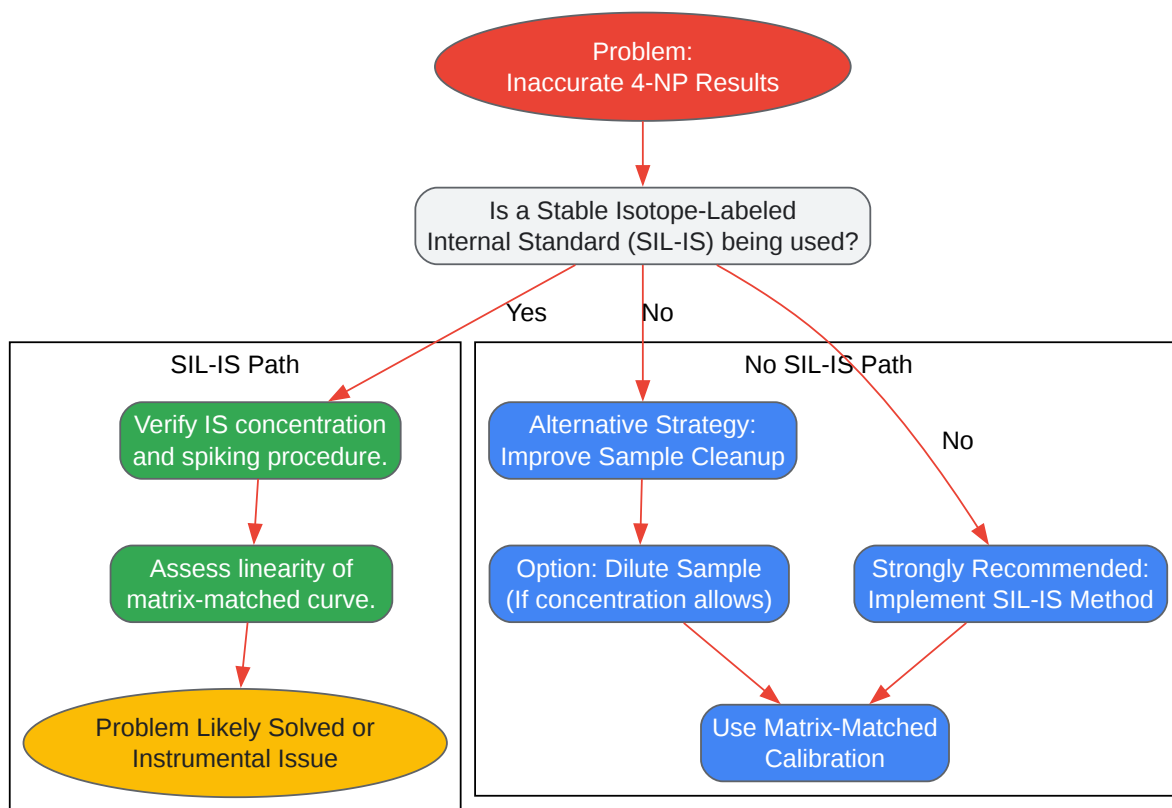 Problem:
Inaccurate 4-NP Results
Is a Stable Isotope-Labeled
Internal Standard (SIL-IS) being used?
Yes
No
No
SIL-IS Path
Verify IS concentration
and spiking procedure.
Assess linearity of
matrix-matched curve.
Problem Likely Solved or
Instrumental Issue
No SIL-IS Path
Alternative Strategy:
Improve Sample Cleanup
Option: Dilute Sample
(If concentration allows)
Strongly Recommended:
Implement SIL-IS Method
Use Matrix-Matched
Calibration